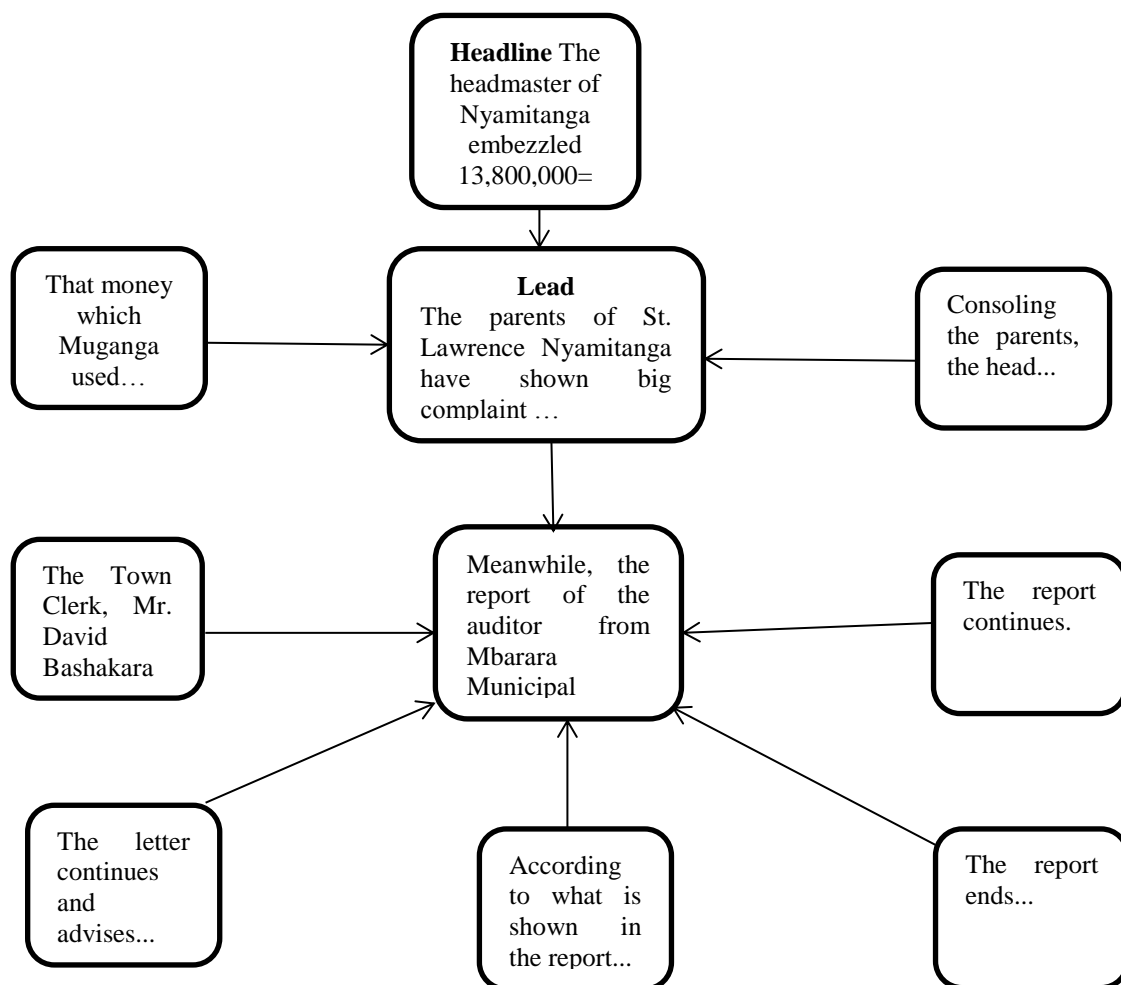 Headline The
headmaster of
Nyamitanga
embezzled
13,800,000=
That money
which
Muganga
used…
Lead
The parents of St.
Lawrence Nyamitanga
have shown big
complaint …
Consoling
the parents,
the head...
The Town
Clerk, Mr.
David
Bashakara
Meanwhile, the
report of the
auditor from
Mbarara
Municipal
The report
continues.
The letter
continues
and
advises...
According
to what is
shown in
the report...
The report
ends...